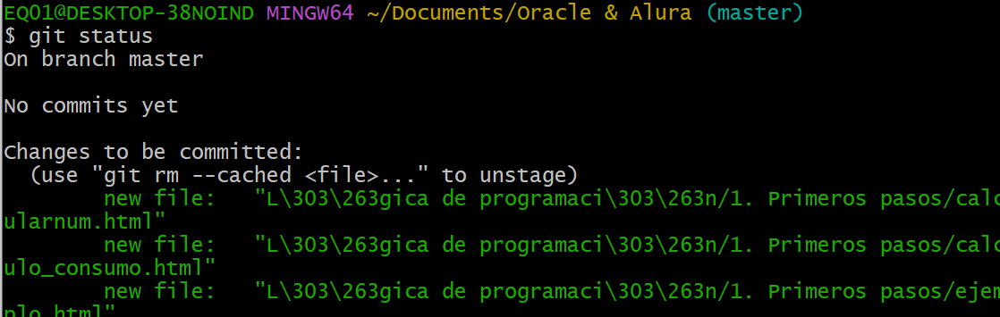 EQ01@DESKTOP-38NOIND MINGW64 ~/Documents/Oracle & Alura (master)
$ git status
On branch master
No commits yet
Changes to be committed:
(use "git rm --cached <file>..." to unstage)
new file: "L\303\263gica de programaci\303\263n/1. Primeros pasos/calc
ularnum.html"
new file: "L\303\263gica de programaci\303\263n/1. Primeros pasos/calc
ulo_consumo.html"
new file: "L\303\263gica de programaci\303\263n/1. Primeros pasos/ejem
plo.html"